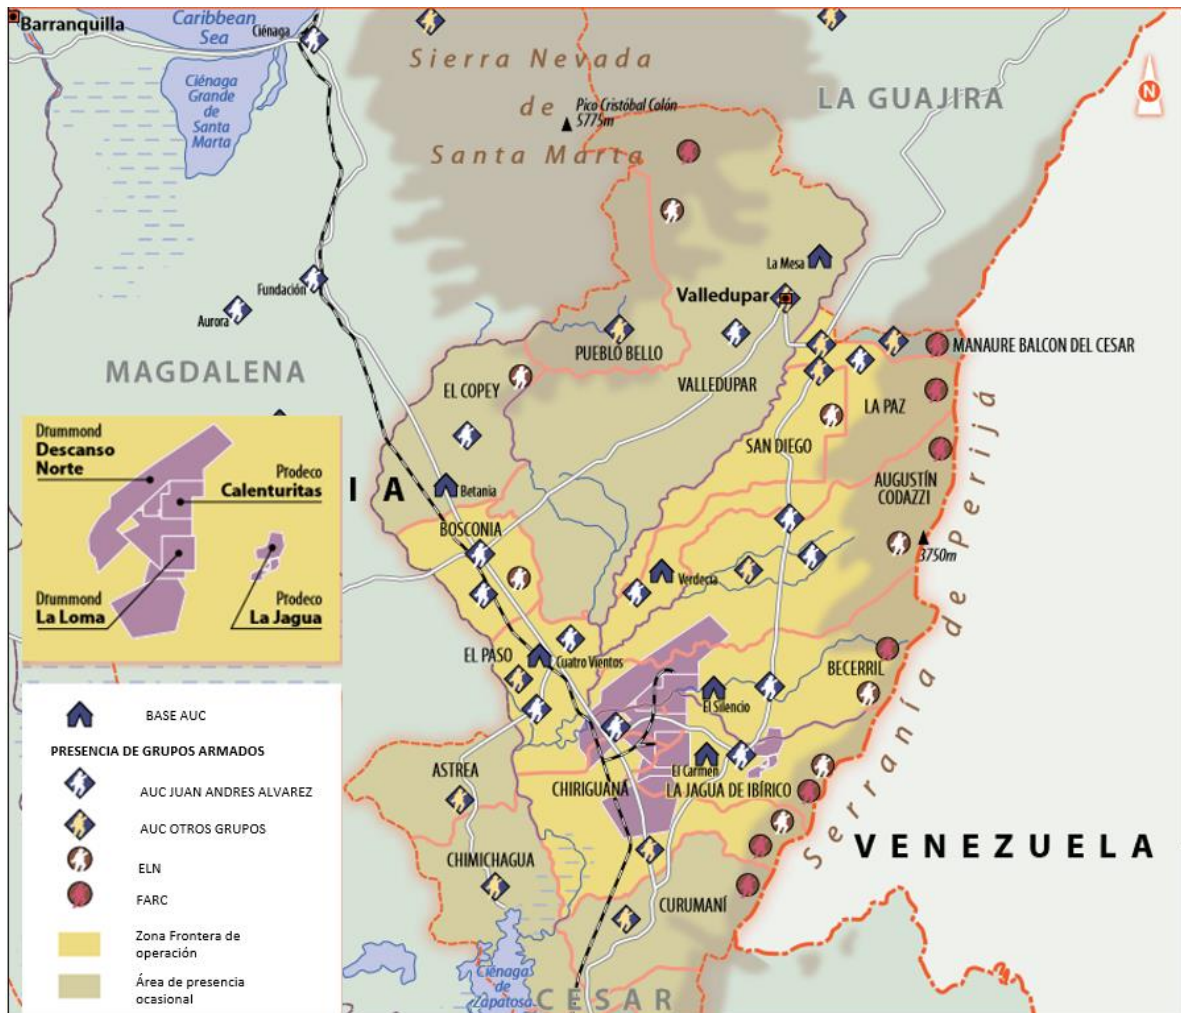 Barranquilla
Caribbean
Sea
Ciénaga
Ciénaga
Grande
de
Santa
Marta
Sierra Nevada
de
Santa Marta
Pico Cristóbal Colón
5775m
LA GUAJIRA
N
La Mesa
Valledupar
Fundación
Aurora
MAGDALENA
PUEBLO BELLO
MANAURE BALCON DEL CESAR
EL COPEY
VALLEDUPAR
LA PAZ
SAN DIEGO
AUGUSTÍN
CODAZZI
Serranía de Perijá
3750m
I A
Betania
BOSCONIA
Verdecia
EL PASO
Cuatro Vientos
BECERRIL
El Silencio
ASTREA
El Carmen
CHIRIGUANÁ
LA JAGUA DE IBÍRICO
VENEZUELA
CHIMICHAGUA
CURUMANÍ
Ciénaga
de
Zapatosa
CESAR
Drummond
Descanso
Norte
Prodeco
Calenturitas
Drummond
La Loma
Prodeco
La Jagua
BASE AUC
PRESENCIA DE GRUPOS ARMADOS
AUC JUAN ANDRES ALVAREZ
AUC OTROS GRUPOS
ELN
FARC
Zona Frontera de
operación
Área de presencia
ocasional